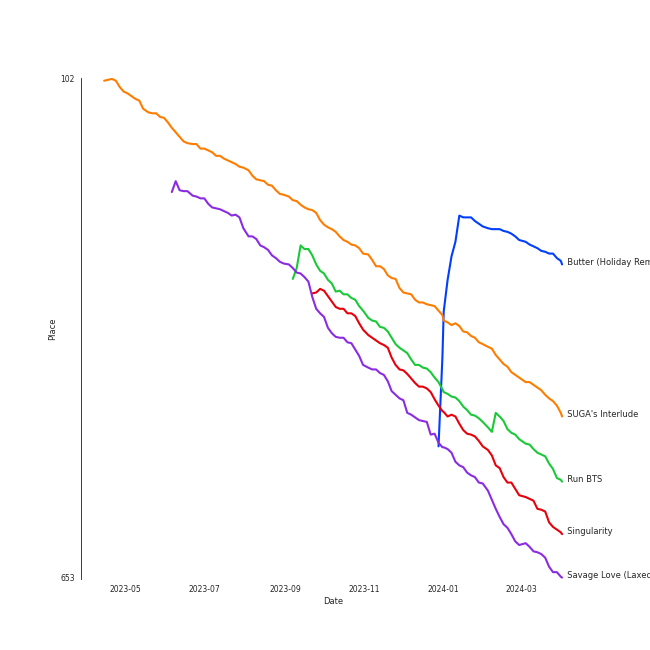 102
Butter (Holiday Rem
Place
SUGA's Interlude
Run BTS
Singularity
Savage Love (Laxed
653
2023-05 2023-07 2023-09 2023-11 2024-01 2024-03
Date